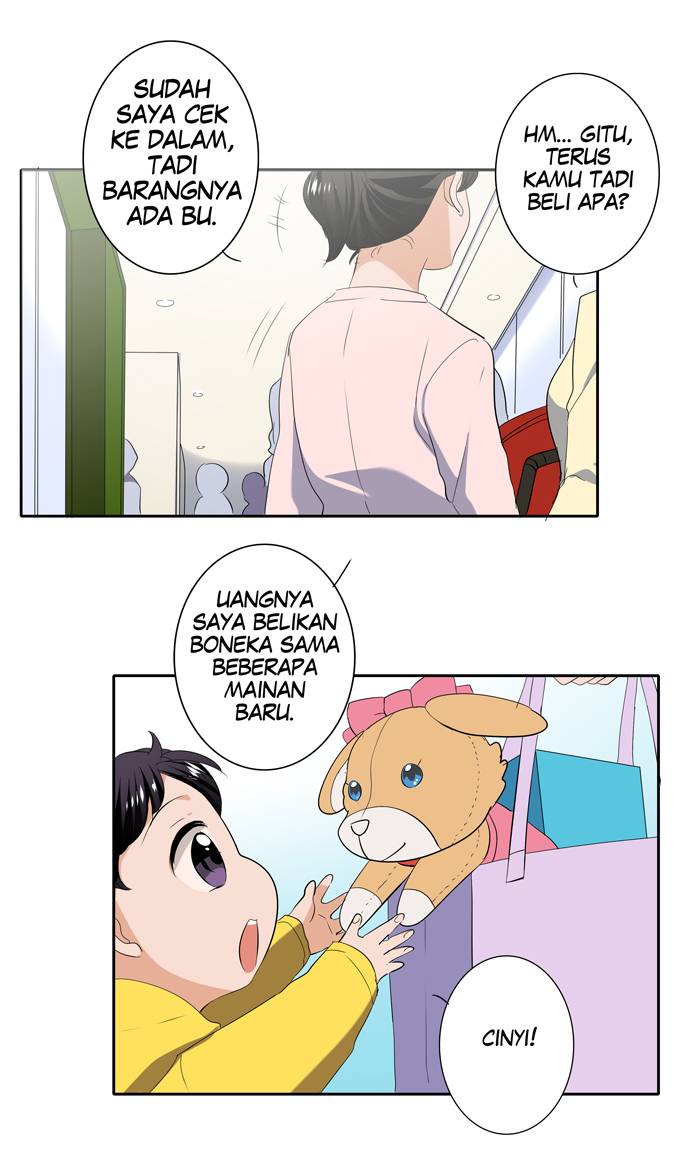 SUDAH
SAYA CEK
KE DALAM,
TADI
BARANGNYA
ADA BU.
HM... GITU,
TERUS
KAMU TADI
BELI APA?
UANGNYA
SAYA BELIKAN
BONEKA SAMA
BEBERAPA
MAINAN
BARU.
CINYI!